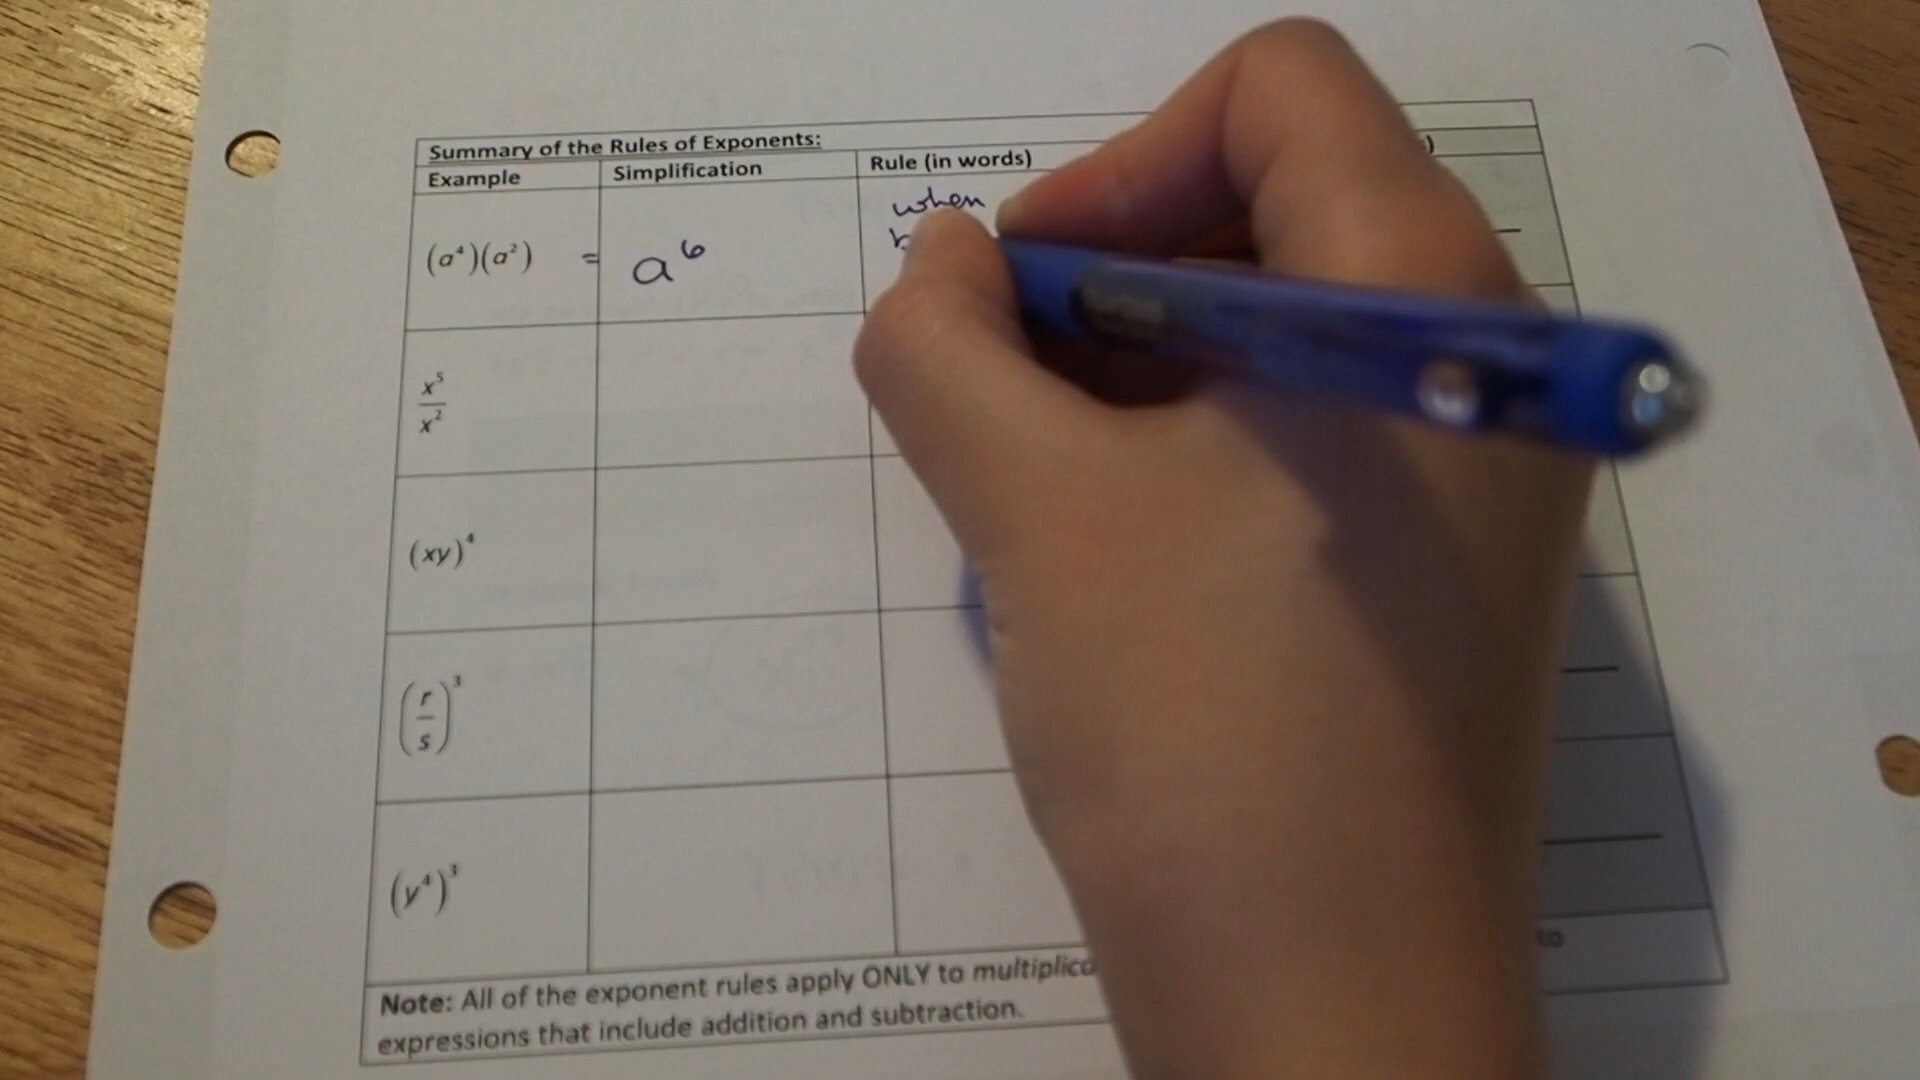 Summary of the Rules of Exponents:
Example Simplification Rule (in words) )
(a⁴)(a²) = a⁶ when
x⁵
x²
(xy)⁴
(r/s)³
(y⁴)³
Note: All of the exponent rules apply ONLY to to
expressions that include addition and subtraction.